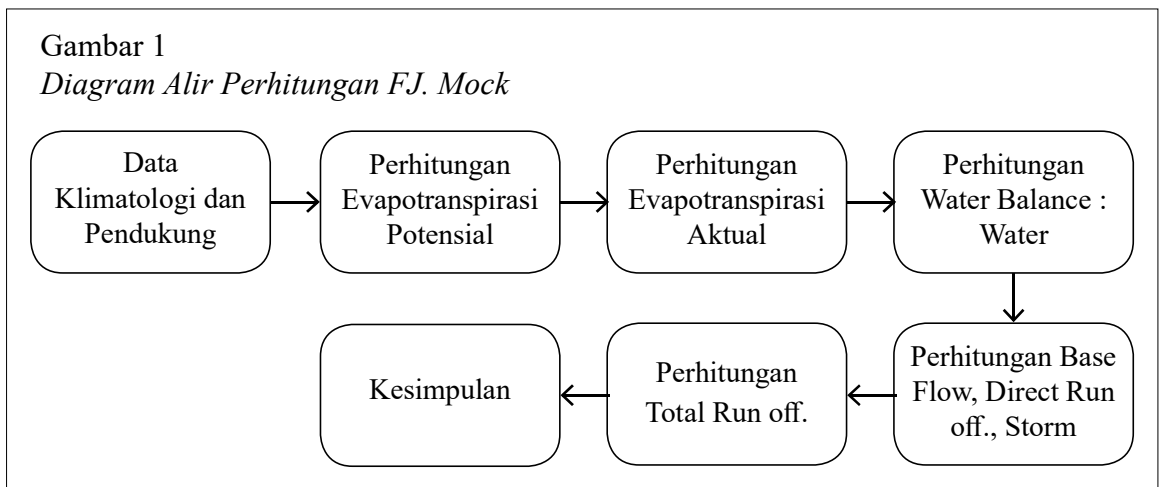 Gambar 1
Diagram Alir Perhitungan FJ. Mock
Data
Klimatologi dan
Pendukung
Perhitungan
Evapotranspirasi
Potensial
Perhitungan
Evapotranspirasi
Aktual
Perhitungan
Water Balance :
Water
Perhitungan Base
Flow, Direct Run
off., Storm
Perhitungan
Total Run off.
Kesimpulan